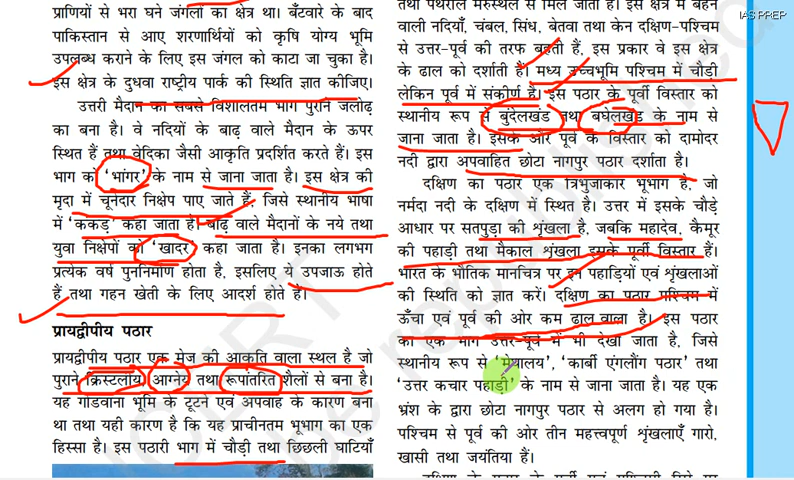 प्राणियों से भरा घने जंगलों का क्षेत्र था। बँटवारे के बाद
पाकिस्तान से आए शरणार्थियों को कृषि योग्य भूमि
उपलब्ध कराने के लिए इस जंगल को काटा जा चुका है।
इस क्षेत्र के दुधवा राष्ट्रीय पार्क की स्थिति ज्ञात कीजिए।
उत्तरी मैदान का सबसे विशालतम भाग पुराने जलोढ़
का बना है। वे नदियों के बाढ़ वाले मैदान के ऊपर
स्थित हैं तथा वेदिका जैसी आकृति प्रदर्शित करते हैं। इस
भाग को ‘भांगर’ के नाम से जाना जाता है। इस क्षेत्र की
मृदा में चूनेदार निक्षेप पाए जाते हैं, जिसे स्थानीय भाषा
में ‘कंकड़’ कहा जाता है। बाढ़ वाले मैदानों के नये तथा
युवा निक्षेपों को ‘खादर’ कहा जाता है। इनका लगभग
प्रत्येक वर्ष पुननिर्माण होता है, इसलिए ये उपजाऊ होते
हैं तथा गहन खेती के लिए आदर्श होते हैं।
प्रायद्वीपीय पठार
प्रायद्वीपीय पठार एक मेज की आकृति वाला स्थल है जो
पुराने क्रिस्टलीय, आग्नेय तथा रूपांतरित शैलों से बना है।
यह गोंडवाना भूमि के टूटने एवं अपवाह के कारण बना
था तथा यही कारण है कि यह प्राचीनतम भूभाग का एक
हिस्सा है। इस पठारी भाग में चौड़ी तथा छिछली घाटियाँ
तथा पथरीले मरुस्थल से मिल जाता है। इस क्षेत्र में बहने
वाली नदियाँ, चंबल, सिंध, बेतवा तथा केन दक्षिण-पश्चिम
से उत्तर-पूर्व की तरफ बहती हैं, इस प्रकार वे इस क्षेत्र
के ढाल को दर्शाती हैं। मध्य उच्चभूमि पश्चिम में चौड़ी
लेकिन पूर्व में संकीर्ण है। इस पठार के पूर्वी विस्तार को
स्थानीय रूप से बुंदेलखंड तथा बघेलखंड के नाम से
जाना जाता है। इसके और पूर्व के विस्तार को दामोदर
नदी द्वारा अपवाहित छोटा नागपुर पठार दर्शाता है।
दक्षिण का पठार एक त्रिभुजाकार भूभाग है, जो
नर्मदा नदी के दक्षिण में स्थित है। उत्तर में इसके चौड़े
आधार पर सतपुड़ा की शृंखला है, जबकि महादेव, कैमूर
की पहाड़ी तथा मैकाल शृंखला इसके पूर्वी विस्तार हैं।
भारत के भौतिक मानचित्र पर इन पहाड़ियों एवं शृंखलाओं
की स्थिति को ज्ञात करें। दक्षिण का पठार पश्चिम में
ऊँचा एवं पूर्व की ओर कम ढाल वाला है। इस पठार
का एक भाग उत्तर-पूर्व में भी देखा जाता है, जिसे
स्थानीय रूप से ‘मेघालय’, ‘कार्बी एंगलौंग पठार’ तथा
‘उत्तर कचार पहाड़ी’ के नाम से जाना जाता है। यह एक
भ्रंश के द्वारा छोटा नागपुर पठार से अलग हो गया है।
पश्चिम से पूर्व की ओर तीन महत्त्वपूर्ण शृंखलाएँ गारो,
खासी तथा जयंतिया हैं।
IAS PREP